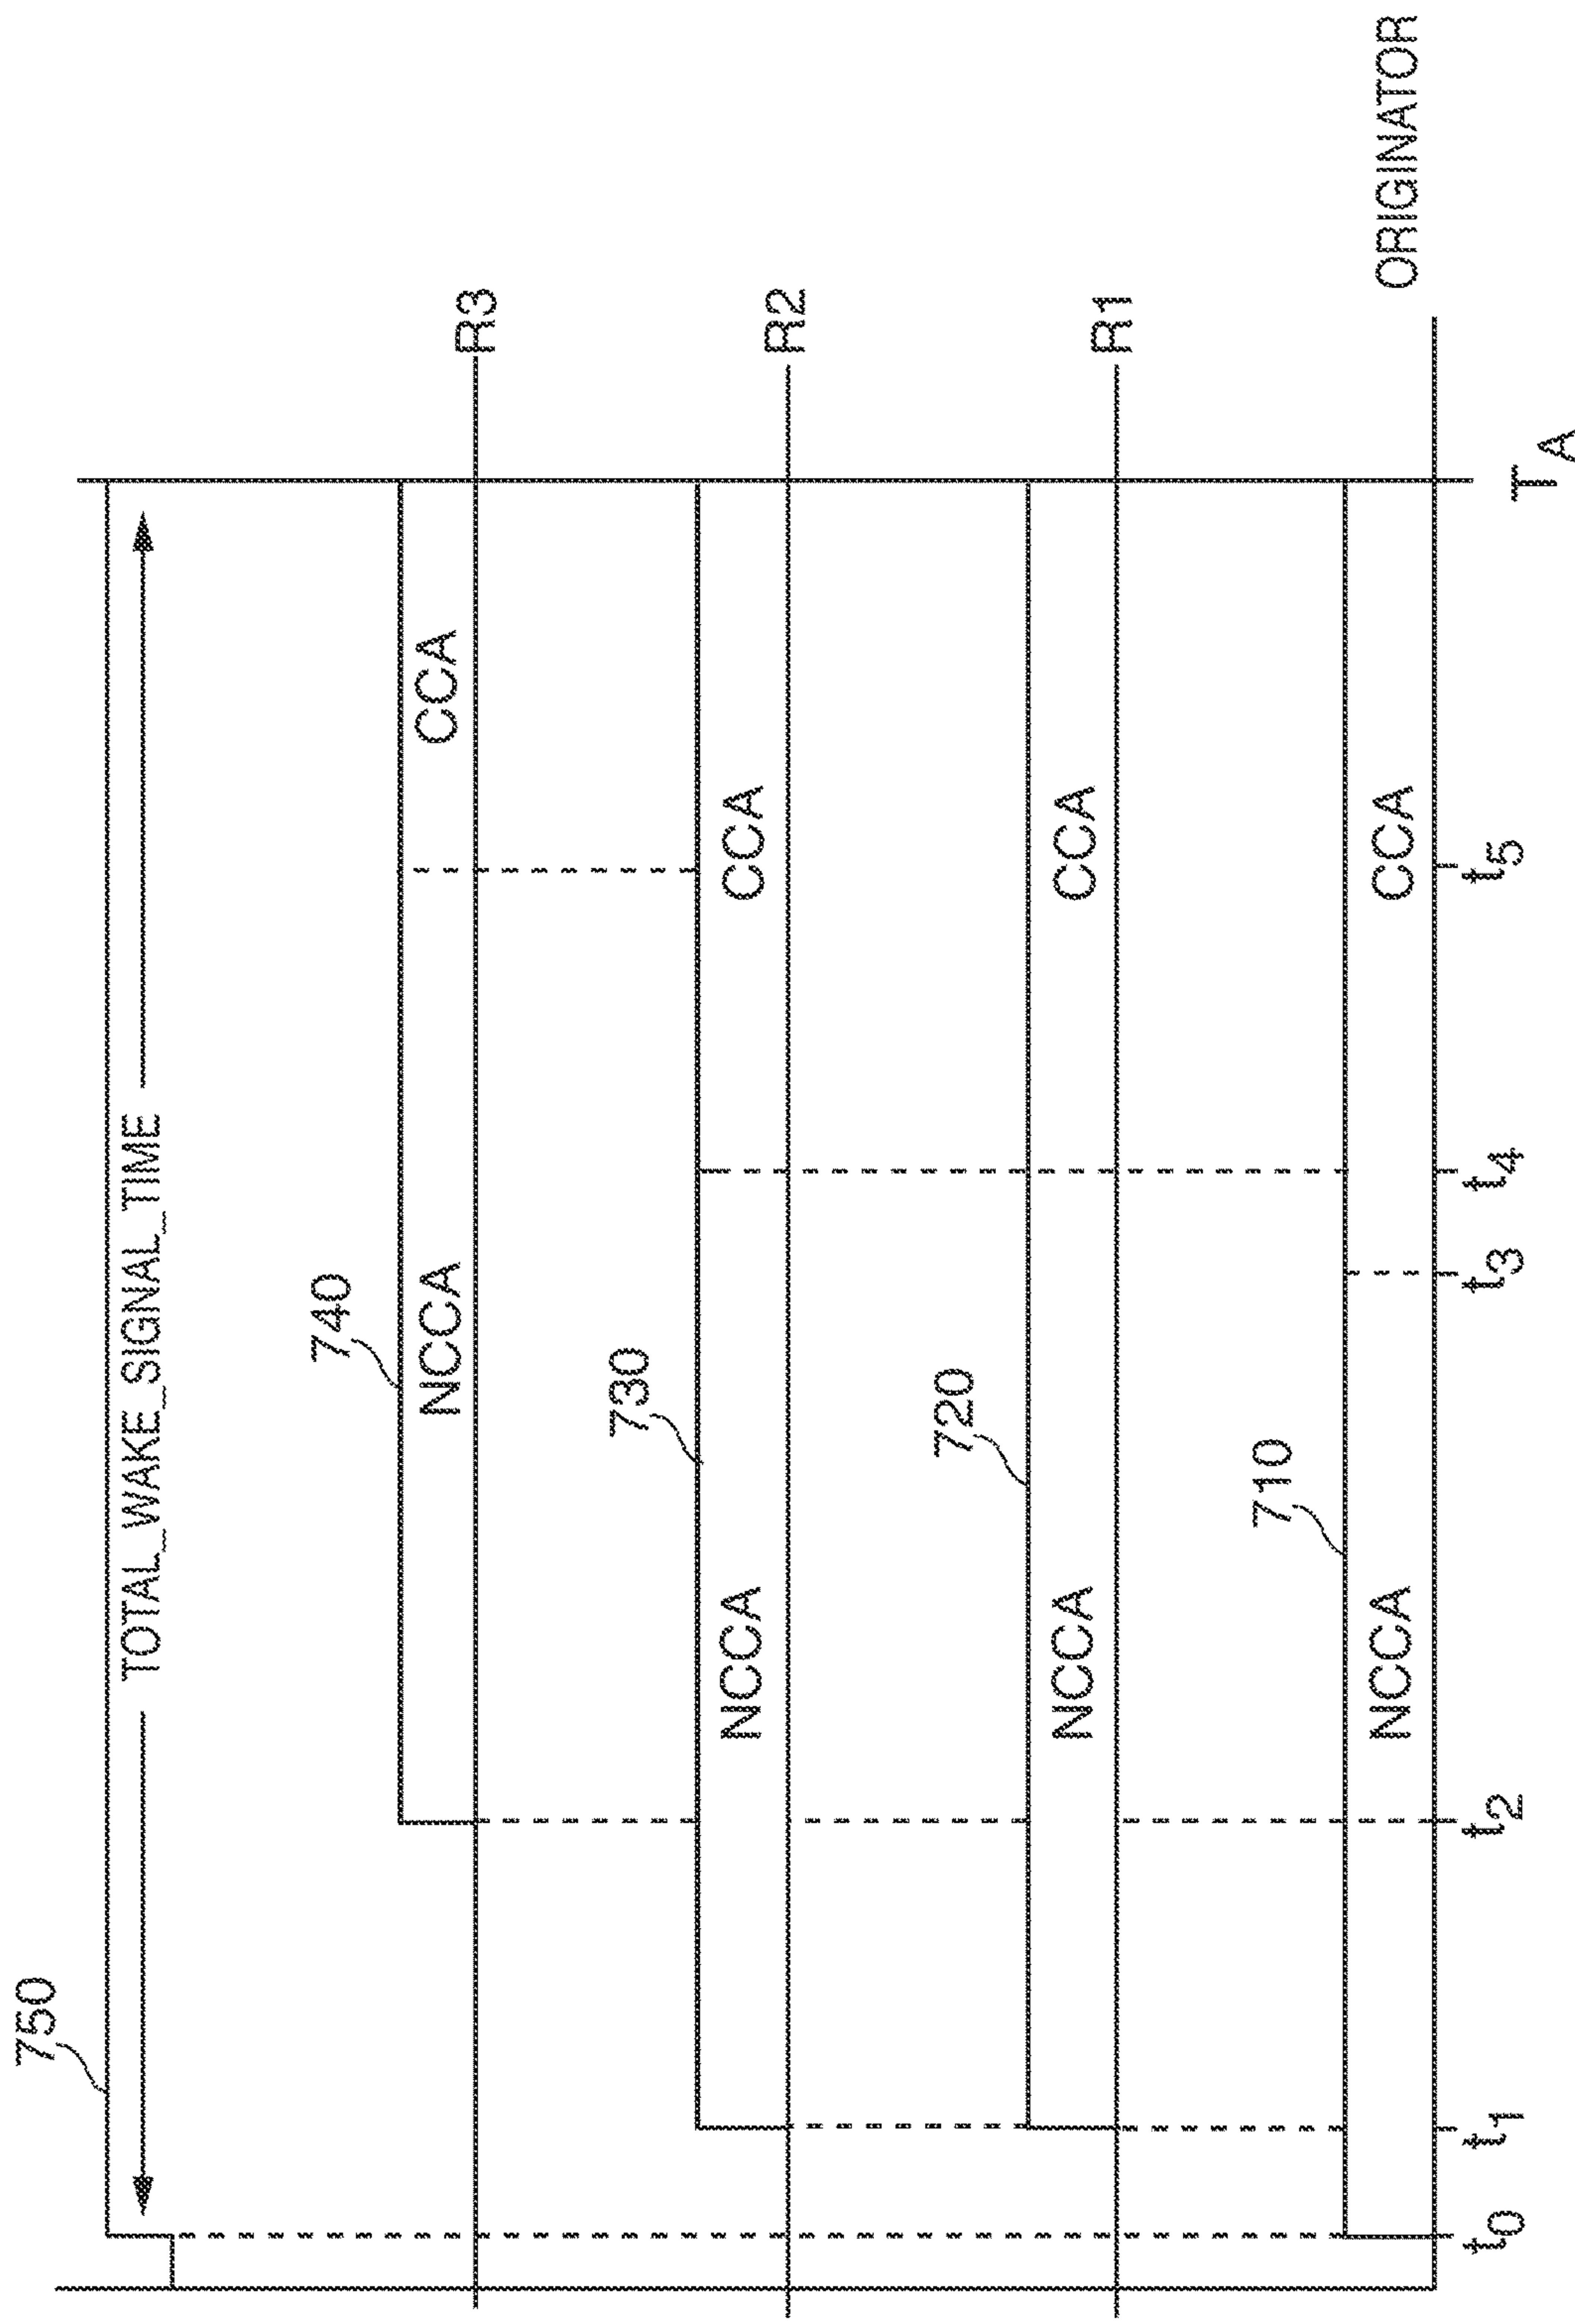 750
TOTAL_WAKE_SIGNAL_TIME
740
NCCA
CCA
R3
730
NCCA
CCA
R2
720
NCCA
CCA
R1
710
NCCA
CCA
ORIGINATOR
t0 t1 t2 t3 t4 t5 TA